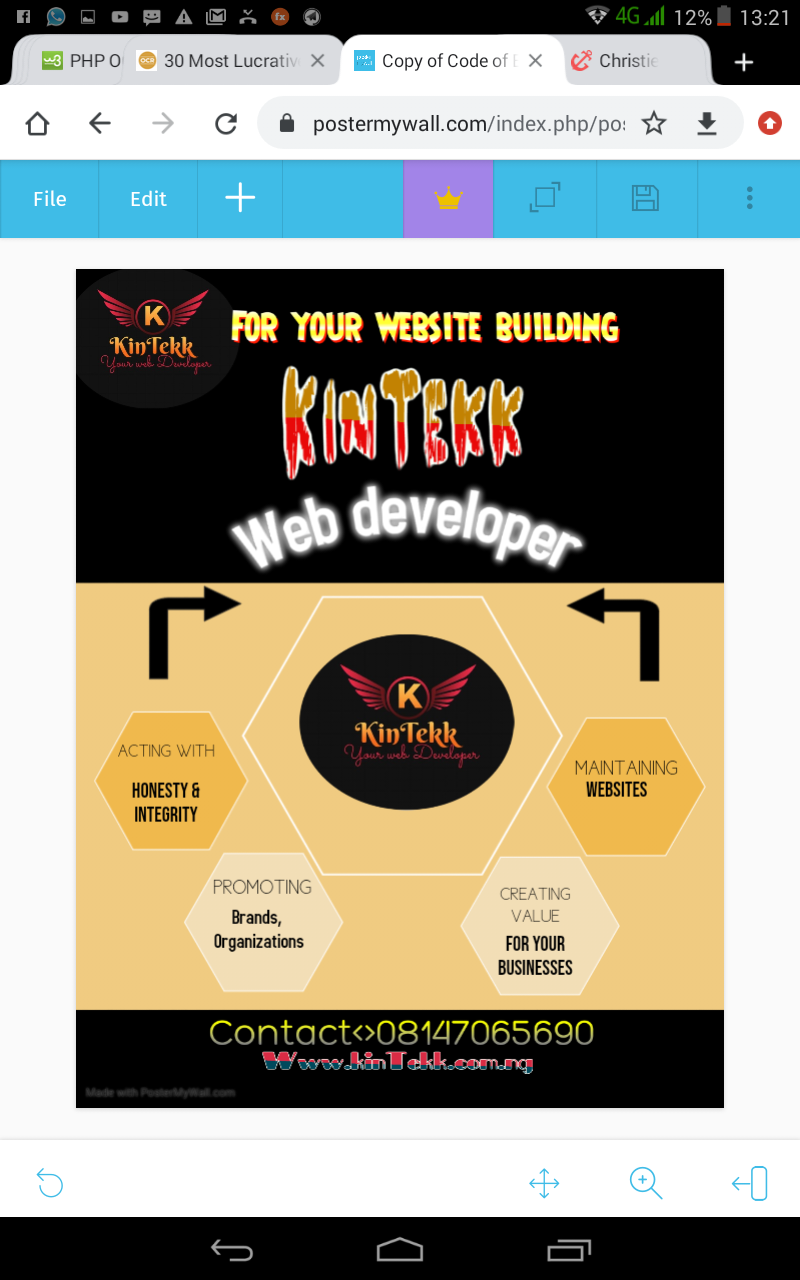 4G 12% 13:21
PHP O 30 Most Lucrativ Copy of Code of E Christie
postermywall.com/index.php/pos
File Edit
K
KinTekk
Your web Developer
FOR YOUR WEBSITE BUILDING
KINTEKK
Web developer
K
KinTekk
Your web Developer
ACTING WITH
HONESTY &
INTEGRITY
MAINTAINING
WEBSITES
PROMOTING
Brands,
Organizations
CREATING
VALUE
FOR YOUR
BUSINESSES
Contact<>08147065690
Www.kinTekk.com.ng
Made with PosterMyWall.com